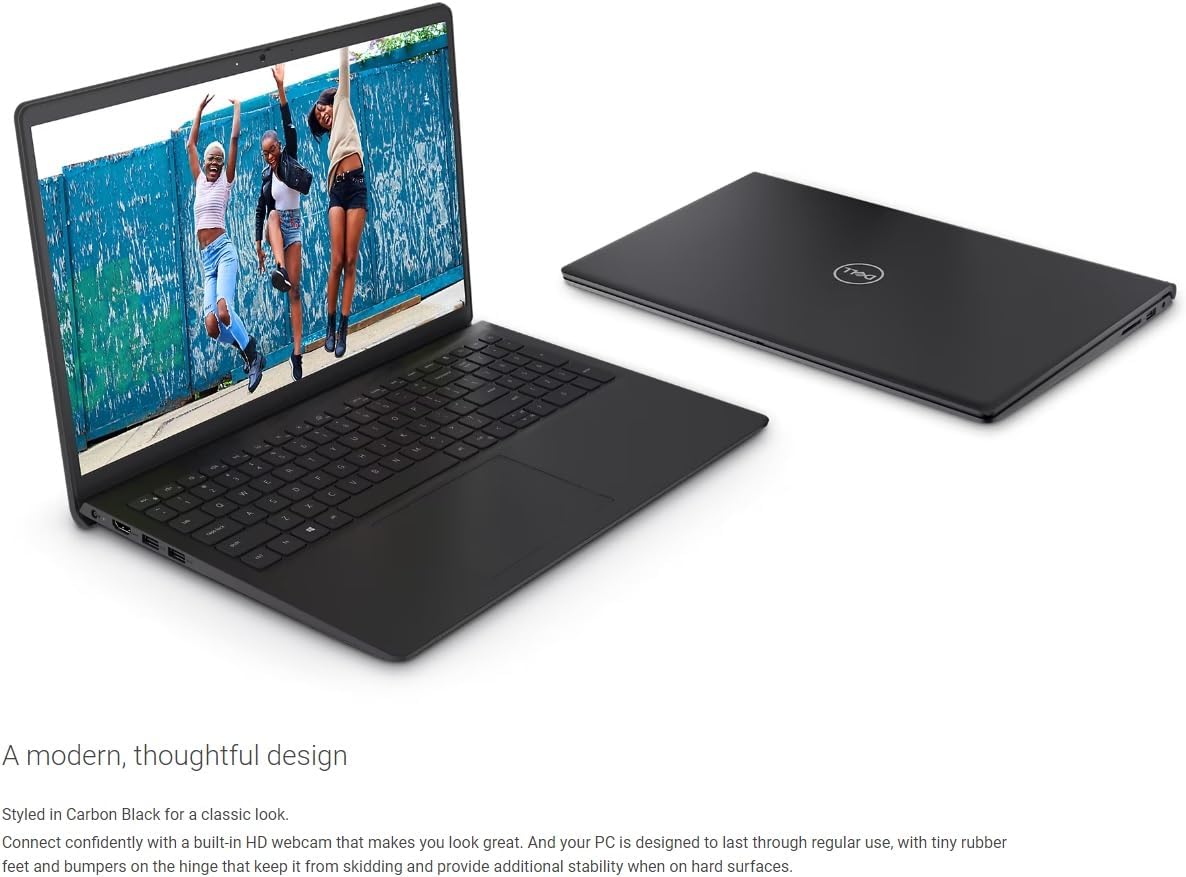 DELL
A modern, thoughtful design
Styled in Carbon Black for a classic look.
Connect confidently with a built-in HD webcam that makes you look great. And your PC is designed to last through regular use, with tiny rubber
feet and bumpers on the hinge that keep it from skidding and provide additional stability when on hard surfaces.